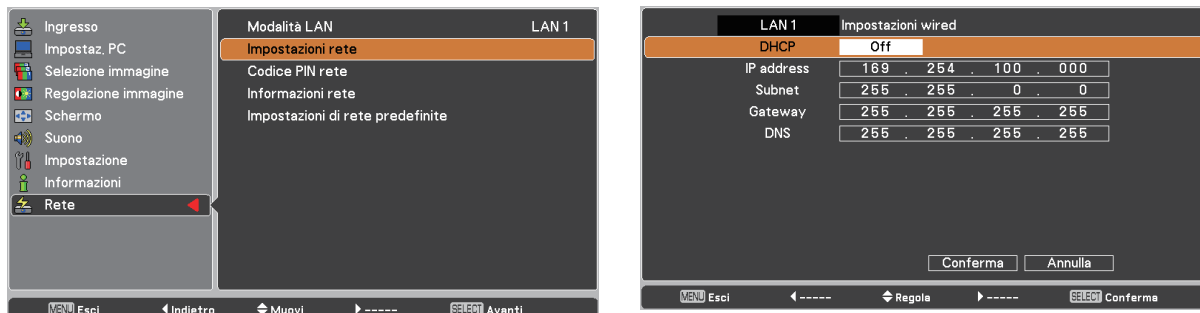 Ingresso
Impostaz. PC
Selezione immagine
Regolazione immagine
Schermo
Suono
Impostazione
Informazioni
Rete
Modalità LAN LAN 1
Impostazioni rete
Codice PIN rete
Informazioni rete
Impostazioni di rete predefinite
MENU Esci Indietro Muovi ----- SELECT Avanti
LAN 1 Impostazioni wired
DHCP Off
IP address 169 . 254 . 100 . 000
Subnet 255 . 255 . 0 . 0
Gateway 255 . 255 . 255 . 255
DNS 255 . 255 . 255 . 255
Conferma Annulla
MENU Esci ----- Regola ----- SELECT Conferma